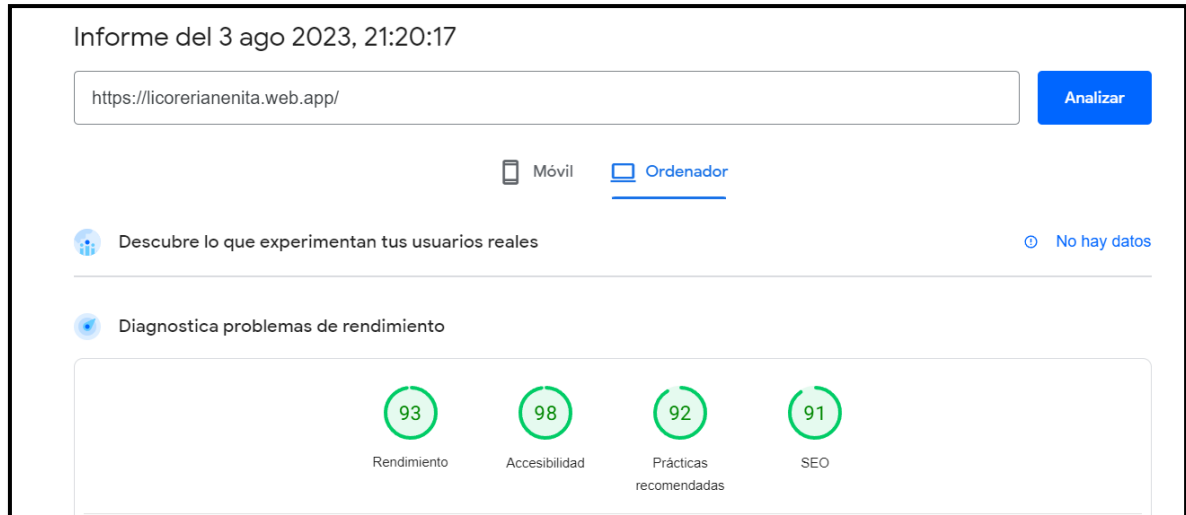 Informe del 3 ago 2023, 21:20:17
https://licorerianenita.web.app/
Analizar
Móvil
Ordenador
Descubre lo que experimentan tus usuarios reales
No hay datos
Diagnostica problemas de rendimiento
93
98
92
91
Rendimiento
Accesibilidad
Prácticas
recomendadas
SEO